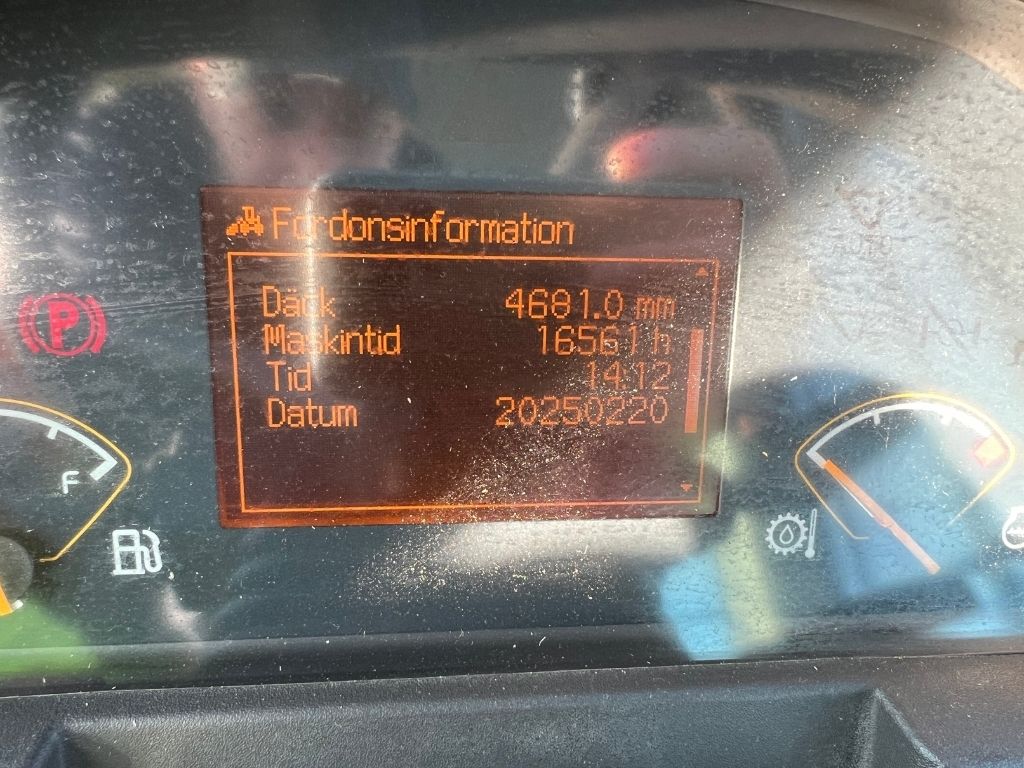 Fordonsinformation
Däck 4681.0 mm
Maskintid 16561 h
Tid 14.12
Datum 20250220
P
F